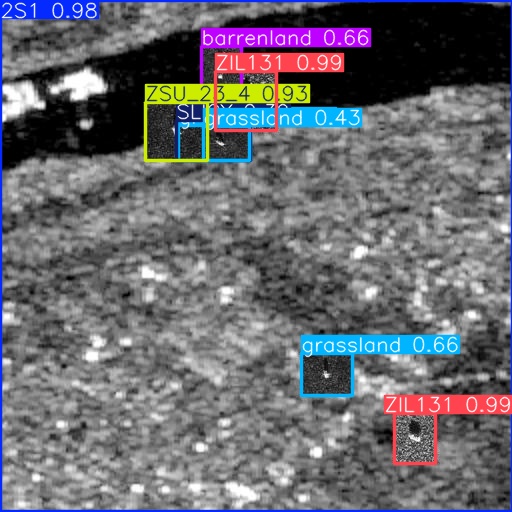 2S1 0.98
barrenland 0.66
ZIL131 0.99
ZSU_23_4 0.93
SL
grassland 0.43
grassland 0.66
ZIL131 0.99